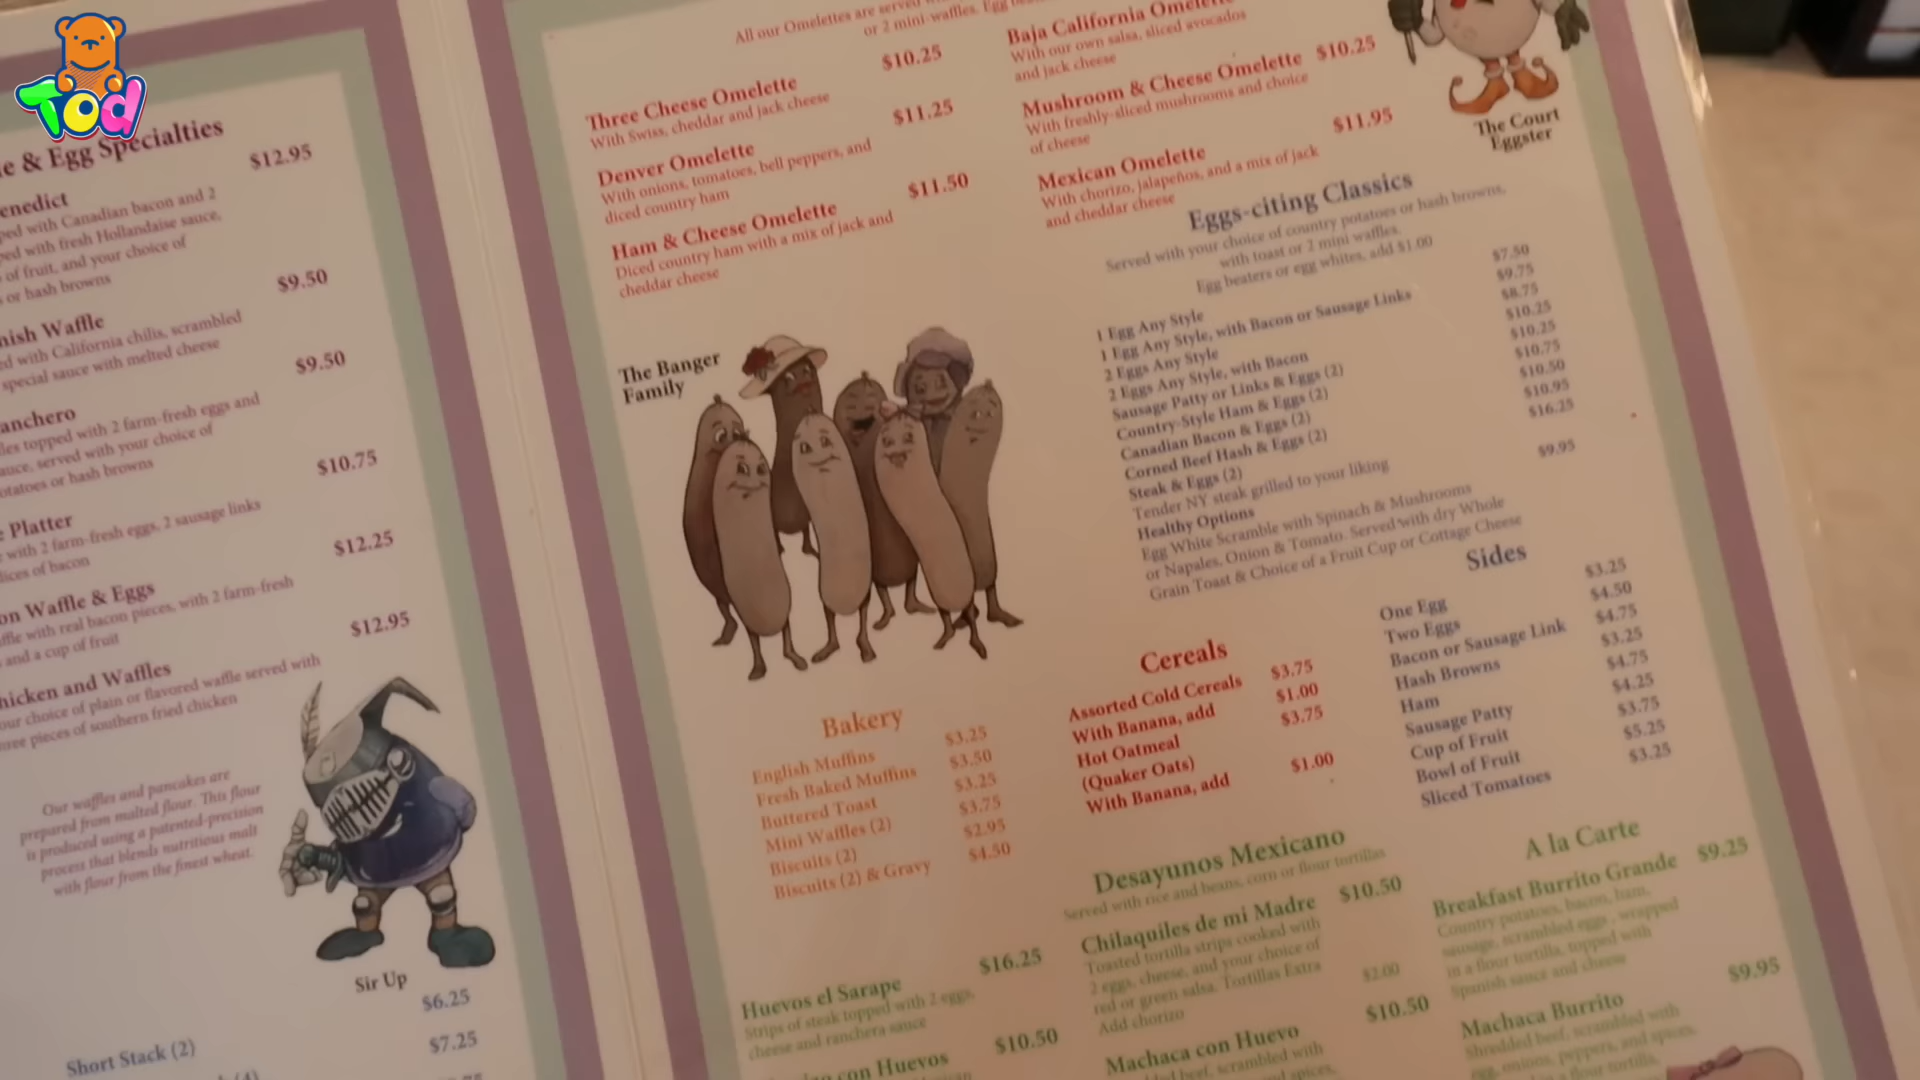 Tod
e & Egg Specialties
$12.95
enedict
ped with Canadian bacon and 2
ped with fresh Hollandaise sauce,
of fruit, and your choice of
or hash browns
$9.50
nish Waffle
ed with California chilis, scrambled
special sauce with melted cheese
$9.50
anchero
les topped with 2 farm-fresh eggs and
auce, served with your choice of
otatoes or hash browns
$10.75
Platter
with 2 farm-fresh eggs, 2 sausage links
lices of bacon
$12.25
on Waffle & Eggs
ffle with real bacon pieces, with 2 farm-fresh
and a cup of fruit
$12.95
hicken and Waffles
our choice of plain or flavored waffle served with
hree pieces of southern fried chicken
Our waffles and pancakes are
prepared from malted flour. This flour
is produced using a patented-precision
process that blends nutritious malt
with flour from the finest wheat.
Sir Up
$6.25
Short Stack (2)
$7.25
All our Omelettes are served
or 2 mini-waffles. Egg
$10.25
Three Cheese Omelette
With Swiss, cheddar and jack cheese
$11.25
Denver Omelette
With onions, tomatoes, bell peppers, and
diced country ham
$11.50
Ham & Cheese Omelette
Diced country ham with a mix of jack and
cheddar cheese
Baja California Omelette
With our own salsa, sliced avocados
and jack cheese
Mushroom & Cheese Omelette $10.25
With freshly-sliced mushrooms and choice
of cheese
$11.95
Mexican Omelette
With chorizo, jalapeños, and a mix of jack
and cheddar cheese
The Court
Eggster
Eggs-citing Classics
Served with your choice of country potatoes or hash browns,
with toast or 2 mini waffles.
Egg beaters or egg whites, add $1.00
1 Egg Any Style $7.50
1 Egg Any Style, with Bacon or Sausage Links $9.75
2 Eggs Any Style $8.75
2 Eggs Any Style, with Bacon $10.25
Sausage Patty or Links & Eggs (2) $10.25
Country-Style Ham & Eggs (2) $10.75
Canadian Bacon & Eggs (2) $10.50
Corned Beef Hash & Eggs (2) $10.95
Steak & Eggs (2) $16.25
Tender NY steak grilled to your liking
Healthy Options $9.95
Egg White Scramble with Spinach & Mushrooms
or Napales, Onion & Tomato. Served with dry Whole
Grain Toast & Choice of a Fruit Cup or Cottage Cheese
The Banger
Family
Sides
One Egg $3.25
Two Eggs $4.50
Bacon or Sausage Link $4.75
Hash Browns $3.25
Ham $4.75
Sausage Patty $4.25
Cup of Fruit $3.75
Bowl of Fruit $5.25
Sliced Tomatoes $3.25
Cereals
Assorted Cold Cereals $3.75
With Banana, add $1.00
Hot Oatmeal $3.75
(Quaker Oats)
With Banana, add $1.00
Bakery
English Muffins $3.25
Fresh Baked Muffins $3.50
Buttered Toast $3.25
Mini Waffles (2) $3.75
Biscuits (2) $2.95
Biscuits (2) & Gravy $4.50
Desayunos Mexicano
Served with rice and beans, corn or flour tortillas
Huevos el Sarape $16.25
Strips of steak topped with 2 eggs,
cheese and ranchera sauce
con Huevos $10.50
Chilaquiles de mi Madre $10.50
Toasted tortilla strips cooked with
2 eggs, cheese, and your choice of
red or green salsa. Tortillas Extra
Add chorizo $2.00
Machaca con Huevo $10.50
beef, scrambled with
A la Carte
Breakfast Burrito Grande $9.25
Country potatoes, bacon, ham,
sausage, scrambled eggs, wrapped
in a flour tortilla, topped with
Spanish sauce and cheese
Machaca Burrito $9.95
Shredded beef, scrambled with
egg, onions, peppers, and spices,
in a flour tortilla,